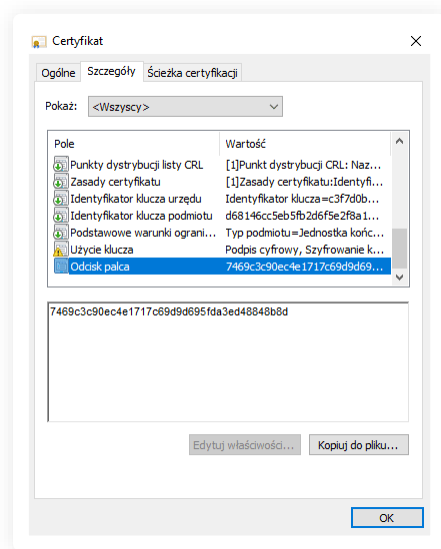 Certyfikat
Ogólne Szczegóły Ścieżka certyfikacji
Pokaż: <Wszyscy>
Pole Wartość
Punkty dystrybucji listy CRL [1]Punkt dystrybucji CRL: Naz...
Zasady certyfikatu [1]Zasady certyfikatu:Identyfi...
Identyfikator klucza urzędu Identyfikator klucza=c3f7d0b...
Identyfikator klucza podmiotu d68146cc5eb5fb2d6f5e2f8a1...
Podstawowe warunki ograni... Typ podmiotu=Jednostka końc...
Użycie klucza Podpis cyfrowy, Szyfrowanie k...
Odcisk palca 7469c3c90ec4e1717c69d9d69...
7469c3c90ec4e1717c69d9d695fda3ed48848b8d
Edytuj właściwości... Kopiuj do pliku...
OK